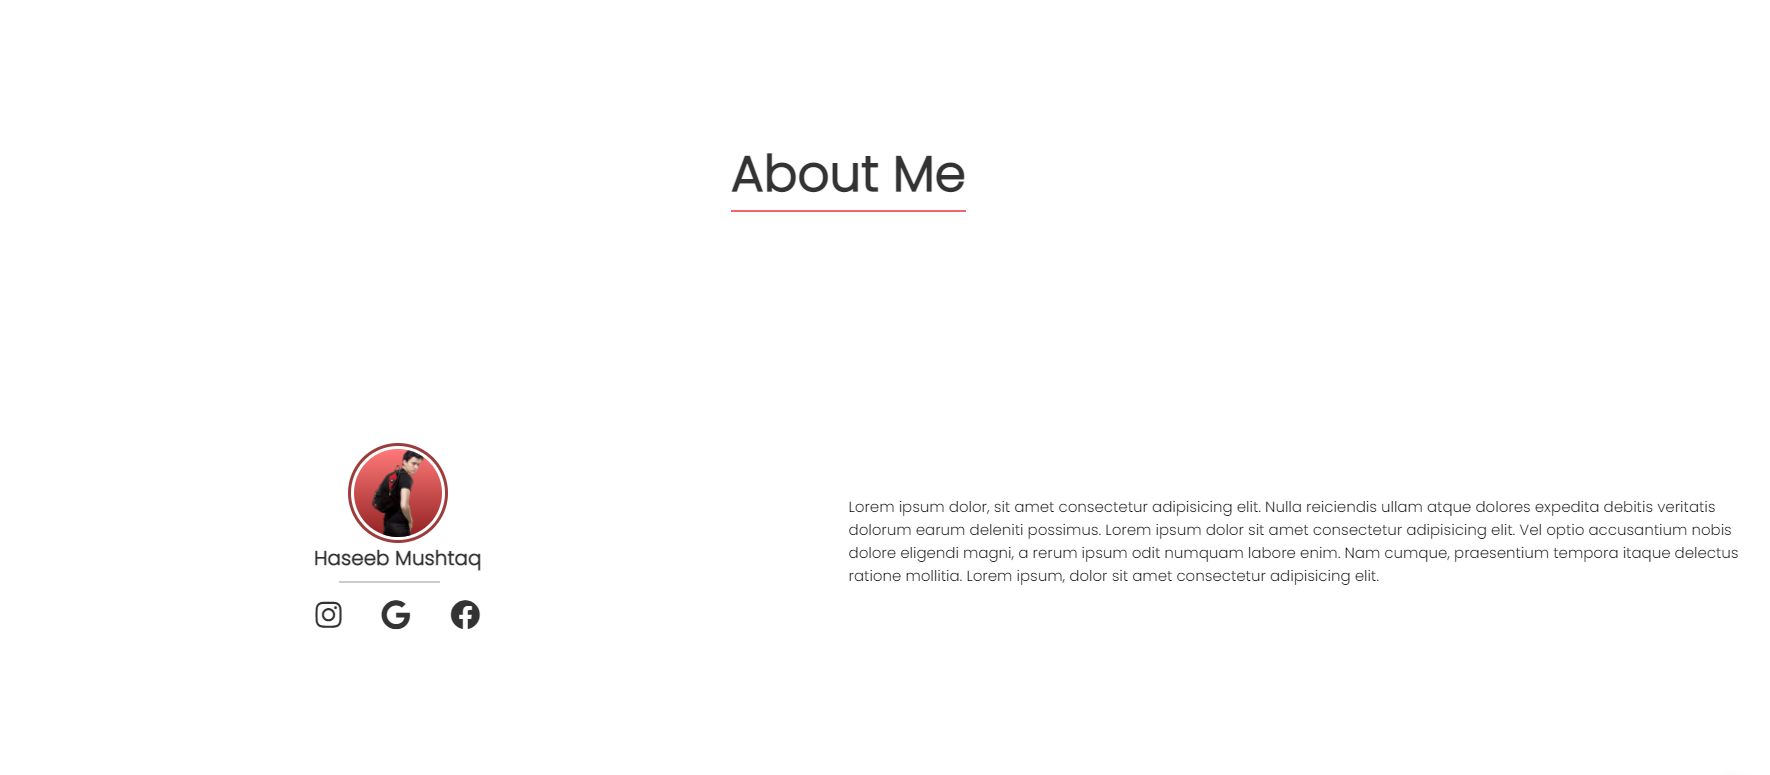 About Me
Haseeb Mushtaq
Lorem ipsum dolor, sit amet consectetur adipisicing elit. Nulla reiciendis ullam atque dolores expedita debitis veritatis
dolorum earum deleniti possimus. Lorem ipsum dolor sit amet consectetur adipisicing elit. Vel optio accusantium nobis
dolore eligendi magni, a rerum ipsum odit numquam labore enim. Nam cumque, praesentium tempora itaque delectus
ratione mollitia. Lorem ipsum, dolor sit amet consectetur adipisicing elit.